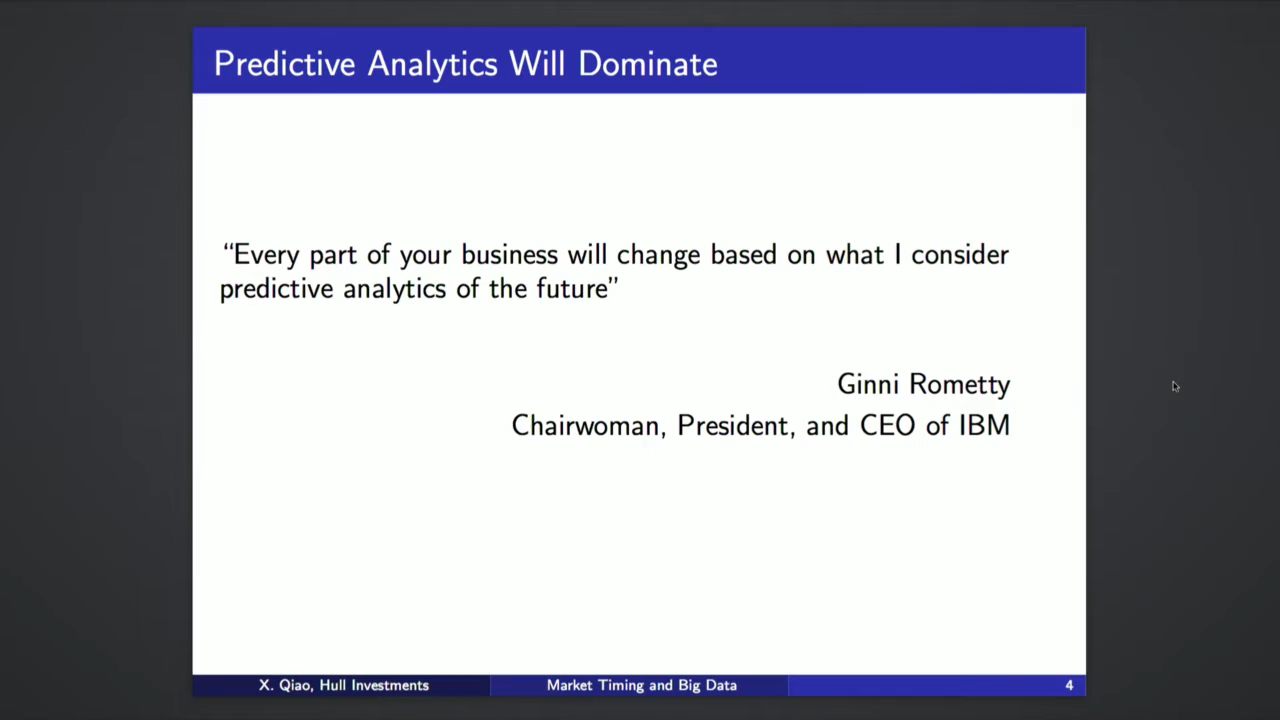 Predictive Analytics Will Dominate
“Every part of your business will change based on what I consider
predictive analytics of the future”
Ginni Rometty
Chairwoman, President, and CEO of IBM
X. Qiao, Hull Investments
Market Timing and Big Data
4